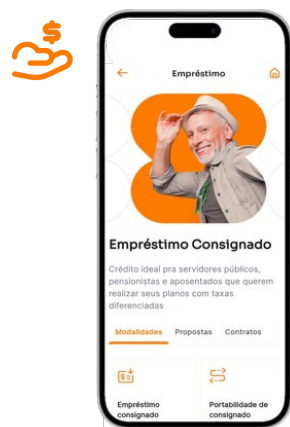 $
Empréstimo
Empréstimo Consignado
Crédito ideal pra servidores públicos,
pensionistas e aposentados que querem
realizar seus planos com taxas
diferenciadas
Modalidades Propostas Contratos
$
Empréstimo Portabilidade de
consignado consignado